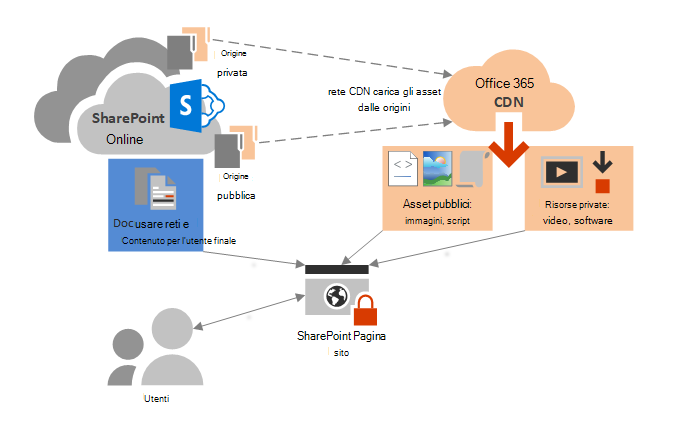 Origine
privata
SharePoint
Online
S
Origine
pubblica
rete CDN carica gli asset
dalle origini
Office 365
CDN
< >
Asset pubblici:
immagini, script
Risorse private:
video, software
Doc usare reti e
Contenuto per l'utente finale
SharePoint Pagina
sito
Utenti